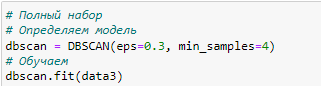 # Полный набор
# Определяем модель
dbscan = DBSCAN(eps=0.3, min_samples=4)
# Обучаем
dbscan.fit(data3)